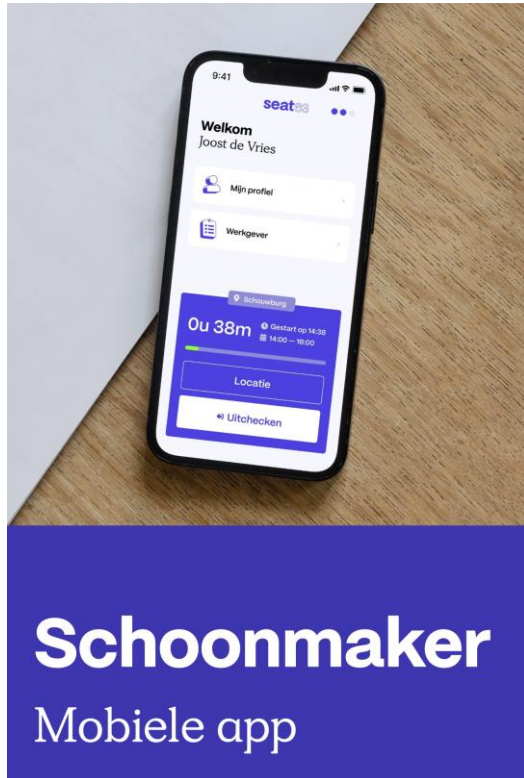 9:41
seat63
Welkom
Joost de Vries
Mijn profiel
Werkgever
Schouwburg
0u 38m
Gestart op 14:38
14:00 — 16:00
Locatie
Uitchecken
Schoonmaker
Mobiele app